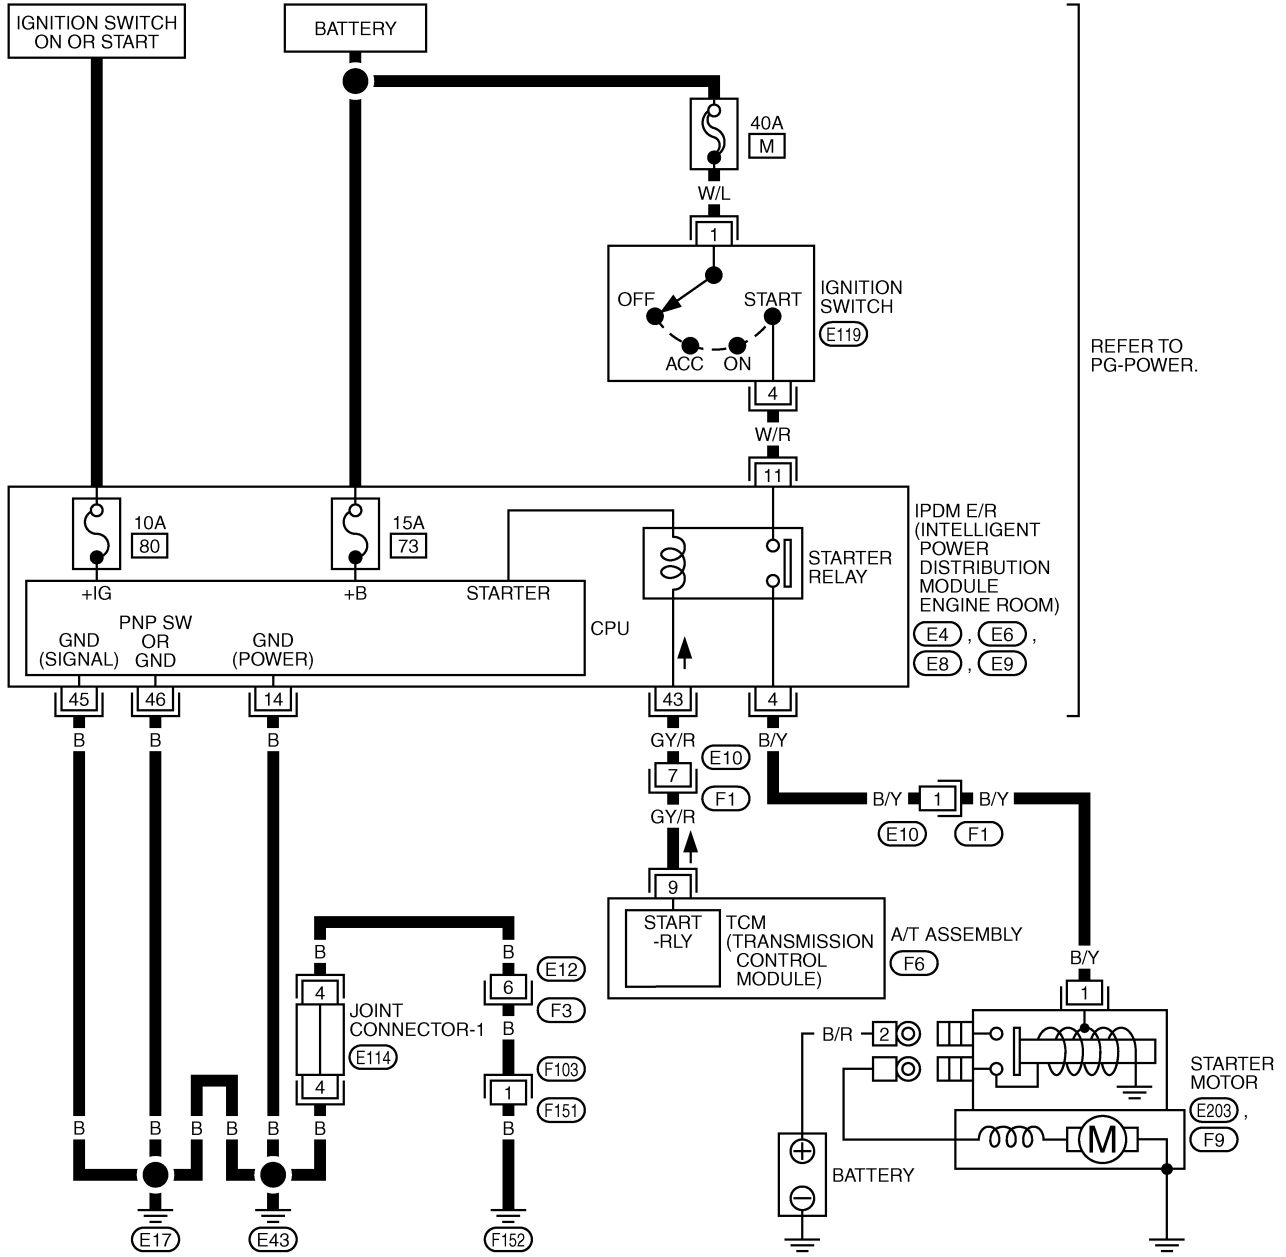 IGNITION SWITCH
ON OR START
BATTERY
40A
M
W/L
1
OFF
START
ACC
ON
IGNITION
SWITCH
E119
4
W/R
11
REFER TO
PG-POWER.
10A
80
15A
73
STARTER
RELAY
IPDM E/R
(INTELLIGENT
POWER
DISTRIBUTION
MODULE
ENGINE ROOM)
E4 , E6 ,
E8 , E9
+IG
+B
STARTER
CPU
GND
(SIGNAL)
PNP SW
OR
GND
GND
(POWER)
45
46
14
43
4
B
B
B
GY/R
B/Y
E10
7
F1
GY/R
B/Y
1
B/Y
E10
F1
9
START
-RLY
TCM
(TRANSMISSION
CONTROL
MODULE)
A/T ASSEMBLY
F6
B/Y
1
B
B
4
6
E12
F3
JOINT
CONNECTOR-1
E114
B
4
F103
1
F151
B/R
2
STARTER
MOTOR
E203 ,
F9
M
B
B
B
B
B
B
B
+
−
BATTERY
E17
E43
F152